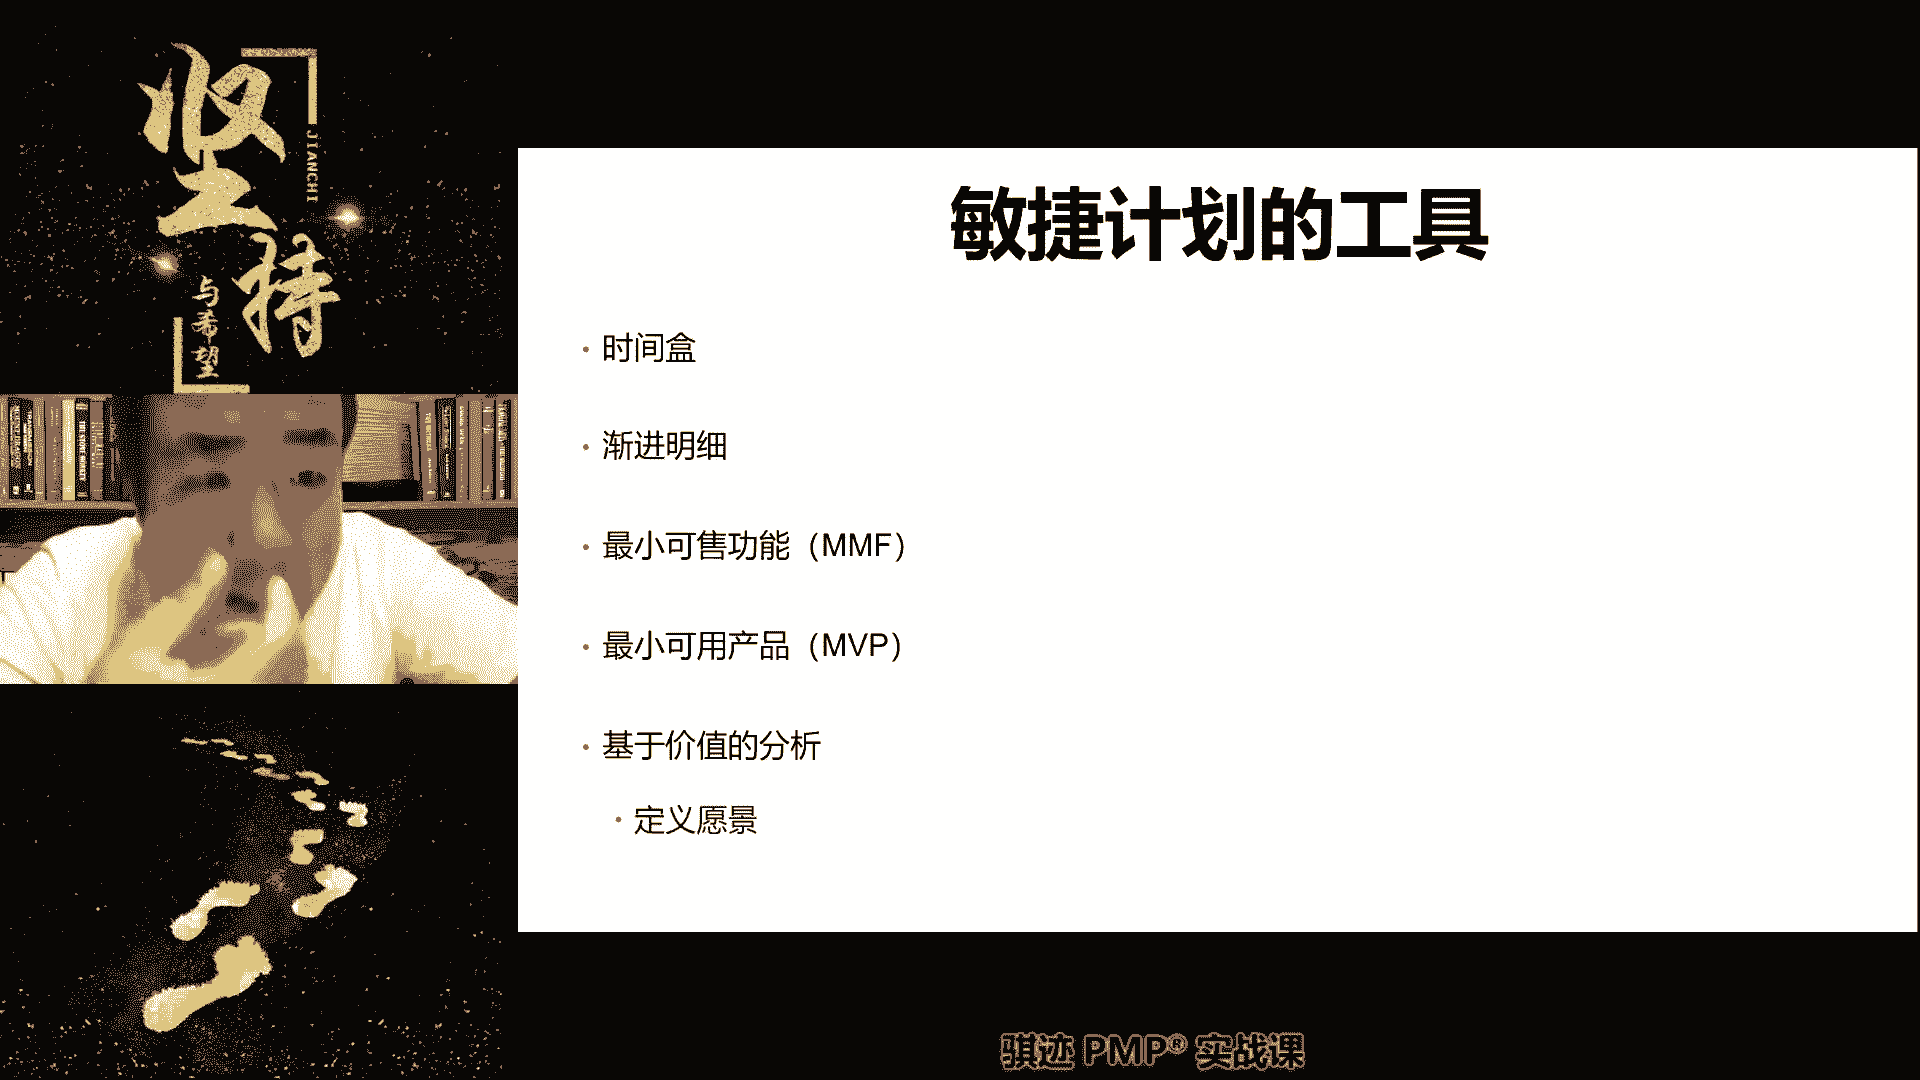 坚持
JIANCHI
与希望
敏捷计划的工具
• 时间盒
• 渐进明细
• 最小可售功能（MMF）
• 最小可用产品（MVP）
• 基于价值的分析
• 定义愿景
骐迹 PMP® 实战课